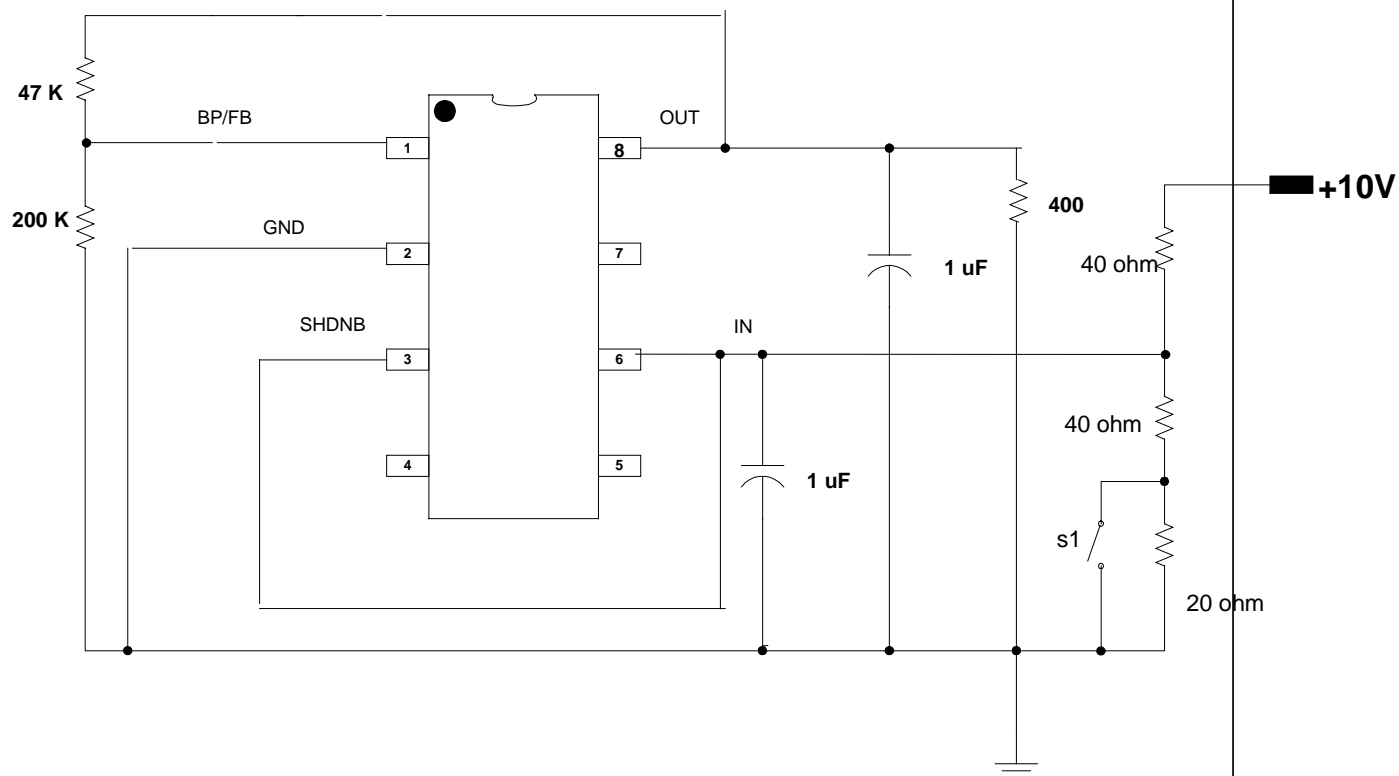 47 K
BP/FB
OUT
1
8
+10V
200 K
400
GND
2
7
1 uF
40 ohm
SHDNB
IN
3
6
40 ohm
4
5
1 uF
s1
20 ohm